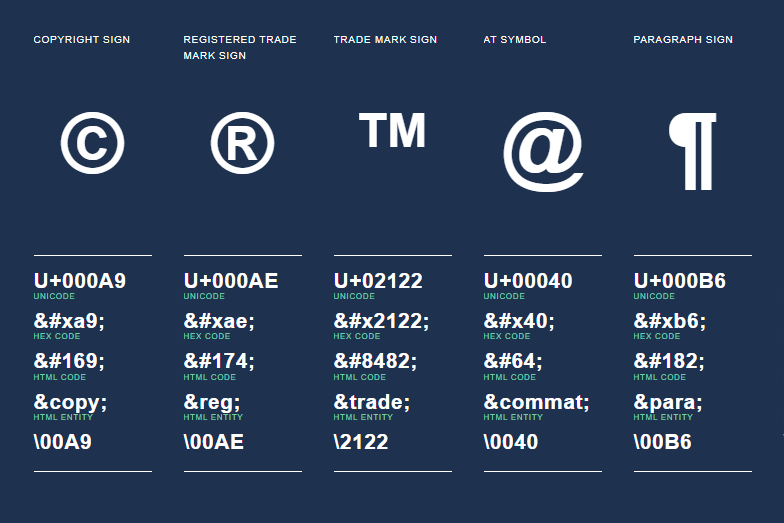 COPYRIGHT SIGN
©
U+000A9
UNICODE
&#xa9;
HEX CODE
&#169;
HTML CODE
&copy;
HTML ENTITY
\00A9
REGISTERED TRADE
MARK SIGN
®
U+000AE
UNICODE
&#xae;
HEX CODE
&#174;
HTML CODE
&reg;
HTML ENTITY
\00AE
TRADE MARK SIGN
™
U+02122
UNICODE
&#x2122;
HEX CODE
&#8482;
HTML CODE
&trade;
HTML ENTITY
\2122
AT SYMBOL
@
U+00040
UNICODE
&#x40;
HEX CODE
&#64;
HTML CODE
&commat;
HTML ENTITY
\0040
PARAGRAPH SIGN
¶
U+000B6
UNICODE
&#xb6;
HEX CODE
&#182;
HTML CODE
&para;
HTML ENTITY
\00B6